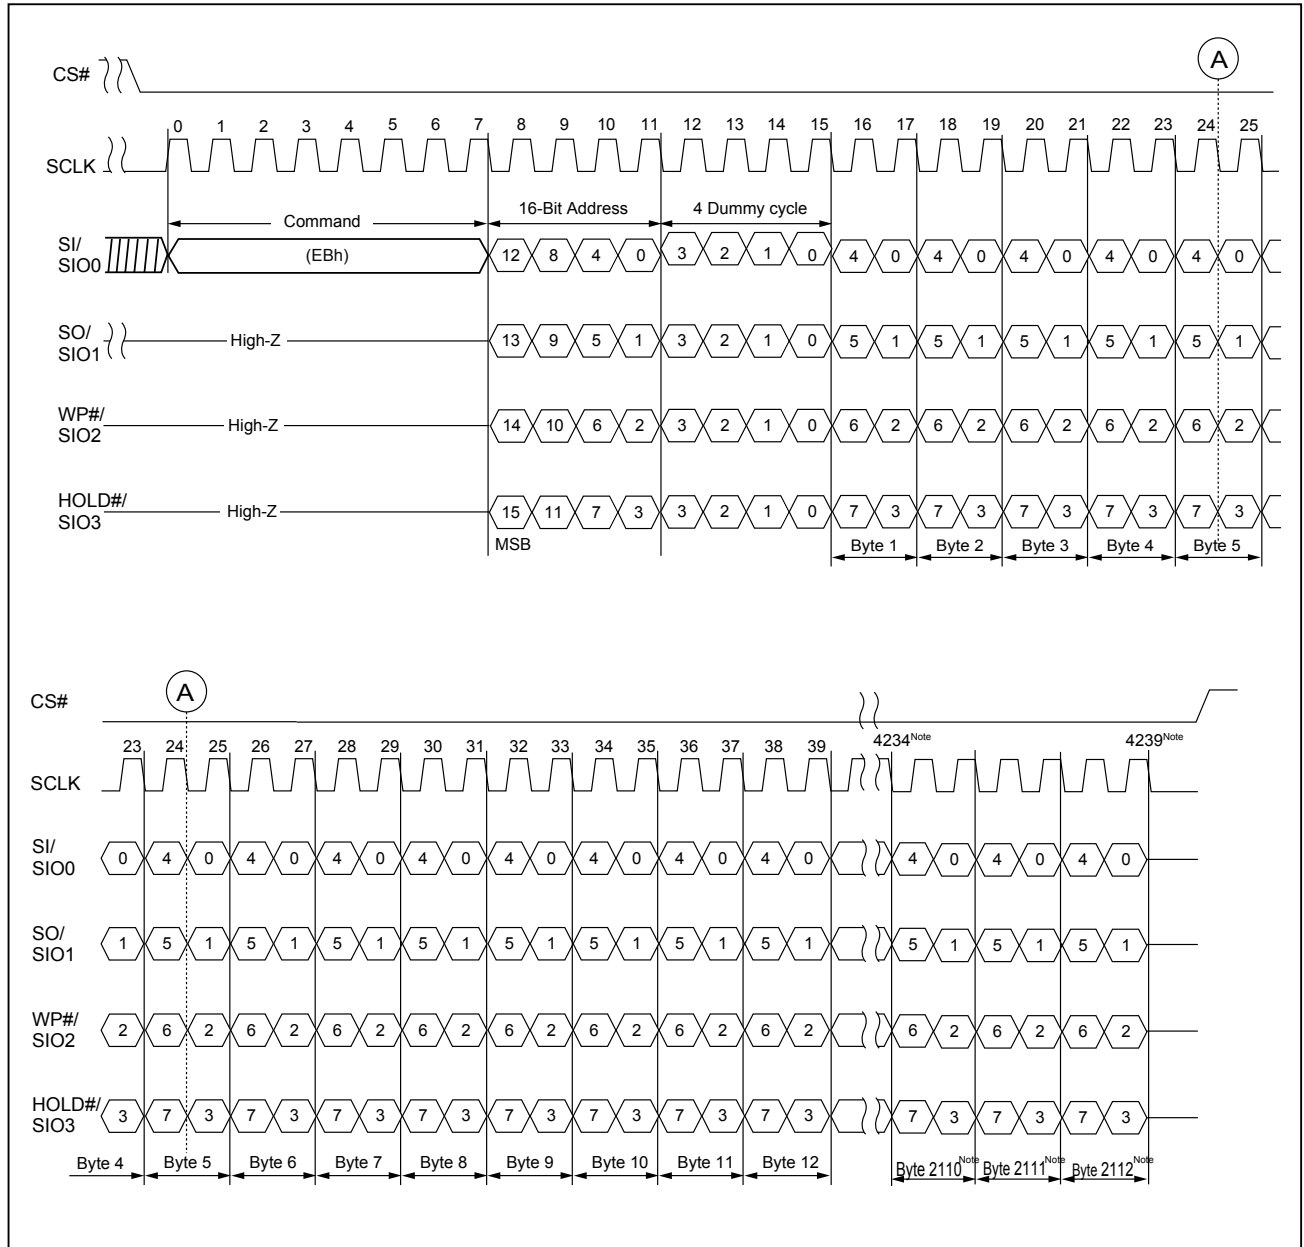 A
CS#
0 1 2 3 4 5 6 7 8 9 10 11 12 13 14 15 16 17 18 19 20 21 22 23 24 25
SCLK
Command 16-Bit Address 4 Dummy cycle
SI/
SIO0
(EBh) 12 8 4 0 3 2 1 0 4 0 4 0 4 0 4 0 4 0
SO/
SIO1
High-Z 13 9 5 1 3 2 1 0 5 1 5 1 5 1 5 1 5 1
WP#/
SIO2
High-Z 14 10 6 2 3 2 1 0 6 2 6 2 6 2 6 2 6 2
HOLD#/
SIO3
High-Z 15 11 7 3 3 2 1 0 7 3 7 3 7 3 7 3 7 3
MSB Byte 1 Byte 2 Byte 3 Byte 4 Byte 5
A
CS#
23 24 25 26 27 28 29 30 31 32 33 34 35 36 37 38 39 4234Note 4239Note
SCLK
SI/
SIO0
0 4 0 4 0 4 0 4 0 4 0 4 0 4 0 4 0 4 0 4 0 4 0
SO/
SIO1
1 5 1 5 1 5 1 5 1 5 1 5 1 5 1 5 1 5 1 5 1 5 1
WP#/
SIO2
2 6 2 6 2 6 2 6 2 6 2 6 2 6 2 6 2 6 2 6 2 6 2
HOLD#/
SIO3
3 7 3 7 3 7 3 7 3 7 3 7 3 7 3 7 3 7 3 7 3 7 3
Byte 4 Byte 5 Byte 6 Byte 7 Byte 8 Byte 9 Byte 10 Byte 11 Byte 12 Byte 2110Note Byte 2111Note Byte 2112Note